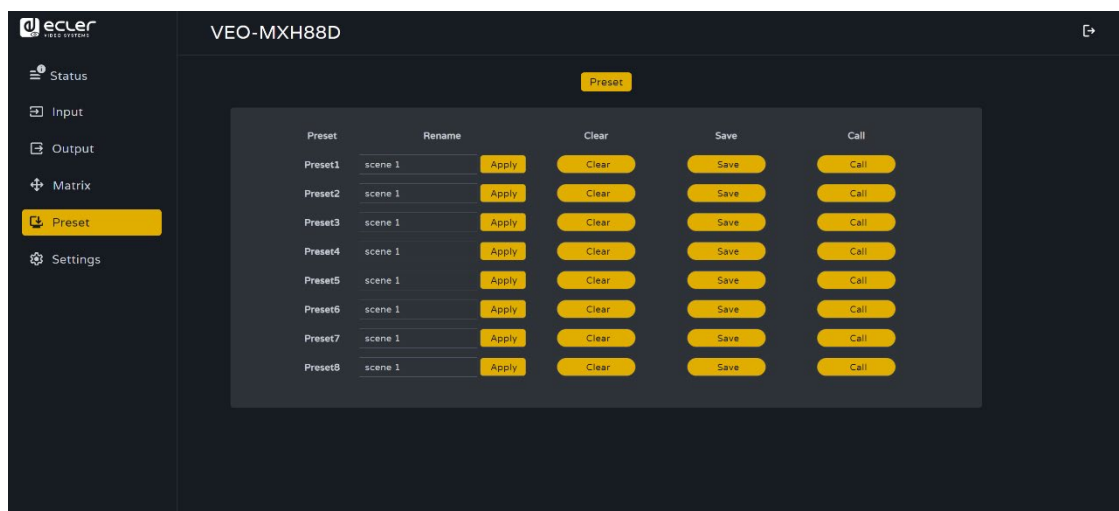 ecler
VIDEO SYSTEMS
VEO-MXH88D
Status
Input
Output
Matrix
Preset
Settings
Preset
Preset Rename Clear Save Call
Preset1 scene 1 Apply Clear Save Call
Preset2 scene 1 Apply Clear Save Call
Preset3 scene 1 Apply Clear Save Call
Preset4 scene 1 Apply Clear Save Call
Preset5 scene 1 Apply Clear Save Call
Preset6 scene 1 Apply Clear Save Call
Preset7 scene 1 Apply Clear Save Call
Preset8 scene 1 Apply Clear Save Call